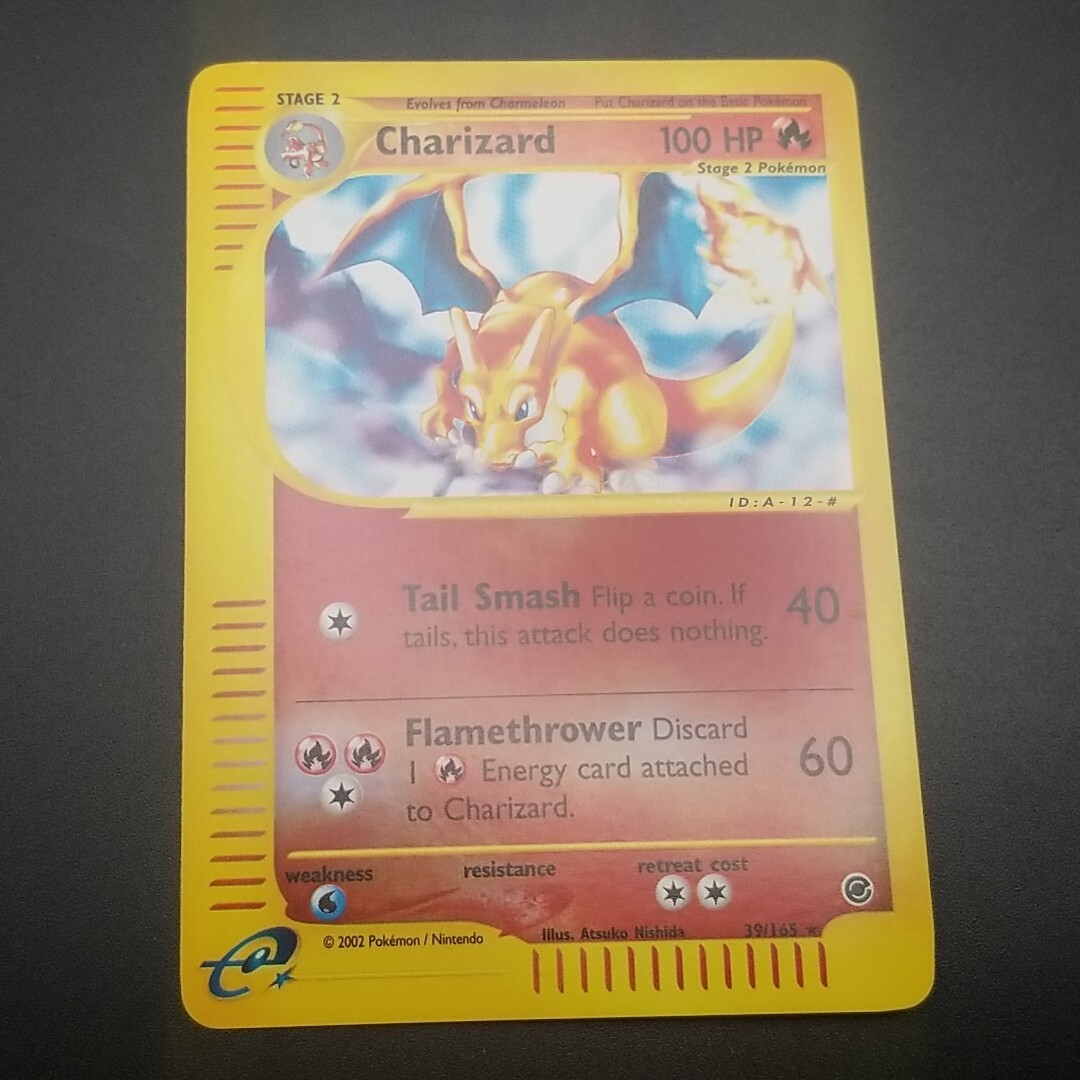 STAGE 2
Evolves from Charmeleon
Put Charizard on the Basic Pokémon
Charizard
100 HP
Stage 2 Pokémon
ID:A-12-#
Tail Smash Flip a coin. If
tails, this attack does nothing.
40
Flamethrower Discard
1 Energy card attached
to Charizard.
60
weakness
resistance
retreat cost
© 2002 Pokémon / Nintendo
Illus. Atsuko Nishida
39/165 ★
e